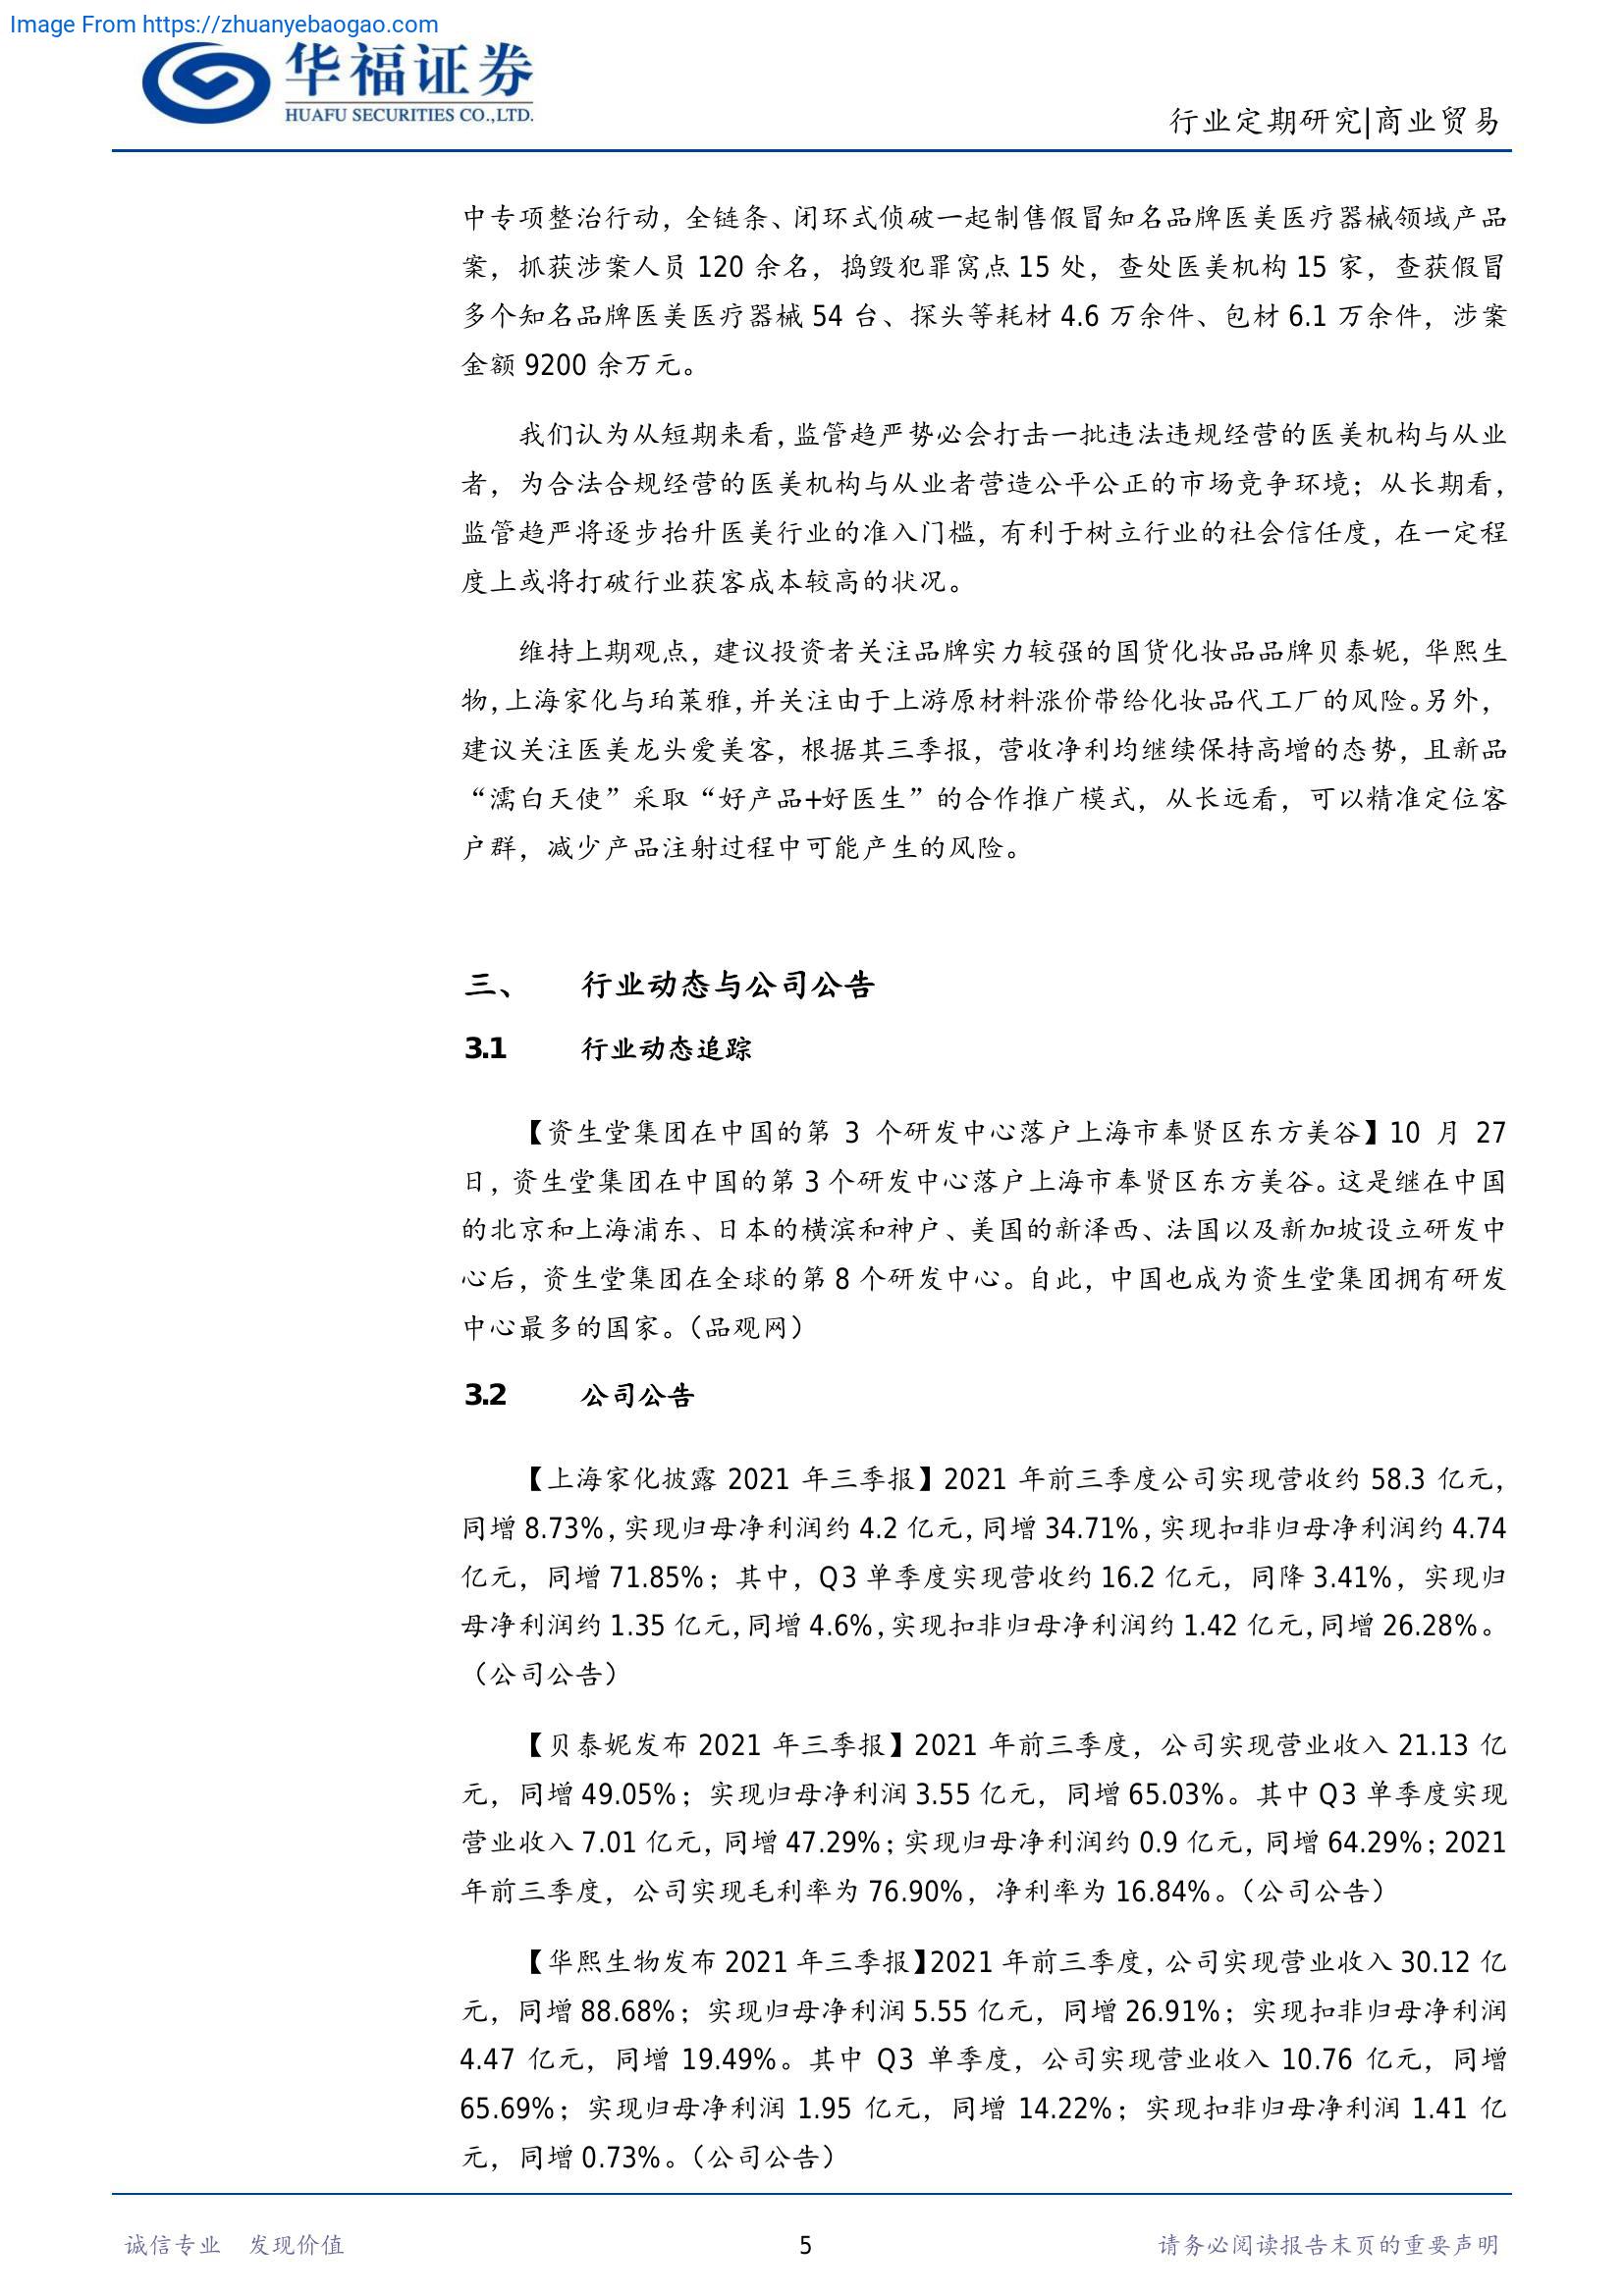 Image From https://zhuanyebaogao.com
华福证券
HUAFU SECURITIES CO.,LTD.
行业定期研究|商业贸易
中专项整治行动，全链条、闭环式侦破一起制售假冒知名品牌医美医疗器械领域产品
案，抓获涉案人员 120 余名，捣毁犯罪窝点 15 处，查处医美机构 15 家，查获假冒
多个知名品牌医美医疗器械 54 台、探头等耗材 4.6 万余件、包材 6.1 万余件，涉案
金额 9200 余万元。
我们认为从短期来看，监管趋严势必会打击一批违法违规经营的医美机构与从业
者，为合法合规经营的医美机构与从业者营造公平公正的市场竞争环境；从长期看，
监管趋严将逐步抬升医美行业的准入门槛，有利于树立行业的社会信任度，在一定程
度上或将打破行业获客成本较高的状况。
维持上期观点，建议投资者关注品牌实力较强的国货化妆品品牌贝泰妮，华熙生
物，上海家化与珀莱雅，并关注由于上游原材料涨价带给化妆品代工厂的风险。另外，
建议关注医美龙头爱美客，根据其三季报，营收净利均继续保持高增的态势，且新品
“濡白天使”采取“好产品+好医生”的合作推广模式，从长远看，可以精准定位客
户群，减少产品注射过程中可能产生的风险。
三、 行业动态与公司公告
3.1 行业动态追踪
【资生堂集团在中国的第 3 个研发中心落户上海市奉贤区东方美谷】10 月 27
日，资生堂集团在中国的第 3 个研发中心落户上海市奉贤区东方美谷。这是继在中国
的北京和上海浦东、日本的横滨和神户、美国的新泽西、法国以及新加坡设立研发中
心后，资生堂集团在全球的第 8 个研发中心。自此，中国也成为资生堂集团拥有研发
中心最多的国家。（品观网）
3.2 公司公告
【上海家化披露 2021 年三季报】2021 年前三季度公司实现营收约 58.3 亿元，
同增 8.73%，实现归母净利润约 4.2 亿元，同增 34.71%，实现扣非归母净利润约 4.74
亿元，同增 71.85%；其中，Q3 单季度实现营收约 16.2 亿元，同降 3.41%，实现归
母净利润约 1.35 亿元，同增 4.6%，实现扣非归母净利润约 1.42 亿元，同增 26.28%。
（公司公告）
【贝泰妮发布 2021 年三季报】2021 年前三季度，公司实现营业收入 21.13 亿
元，同增 49.05%；实现归母净利润 3.55 亿元，同增 65.03%。其中 Q3 单季度实现
营业收入 7.01 亿元，同增 47.29%；实现归母净利润约 0.9 亿元，同增 64.29%；2021
年前三季度，公司实现毛利率为 76.90%，净利率为 16.84%。（公司公告）
【华熙生物发布 2021 年三季报】2021 年前三季度，公司实现营业收入 30.12 亿
元，同增 88.68%；实现归母净利润 5.55 亿元，同增 26.91%；实现扣非归母净利润
4.47 亿元，同增 19.49%。其中 Q3 单季度，公司实现营业收入 10.76 亿元，同增
65.69%；实现归母净利润 1.95 亿元，同增 14.22%；实现扣非归母净利润 1.41 亿
元，同增 0.73%。（公司公告）
诚信专业 发现价值
5
请务必阅读报告末页的重要声明